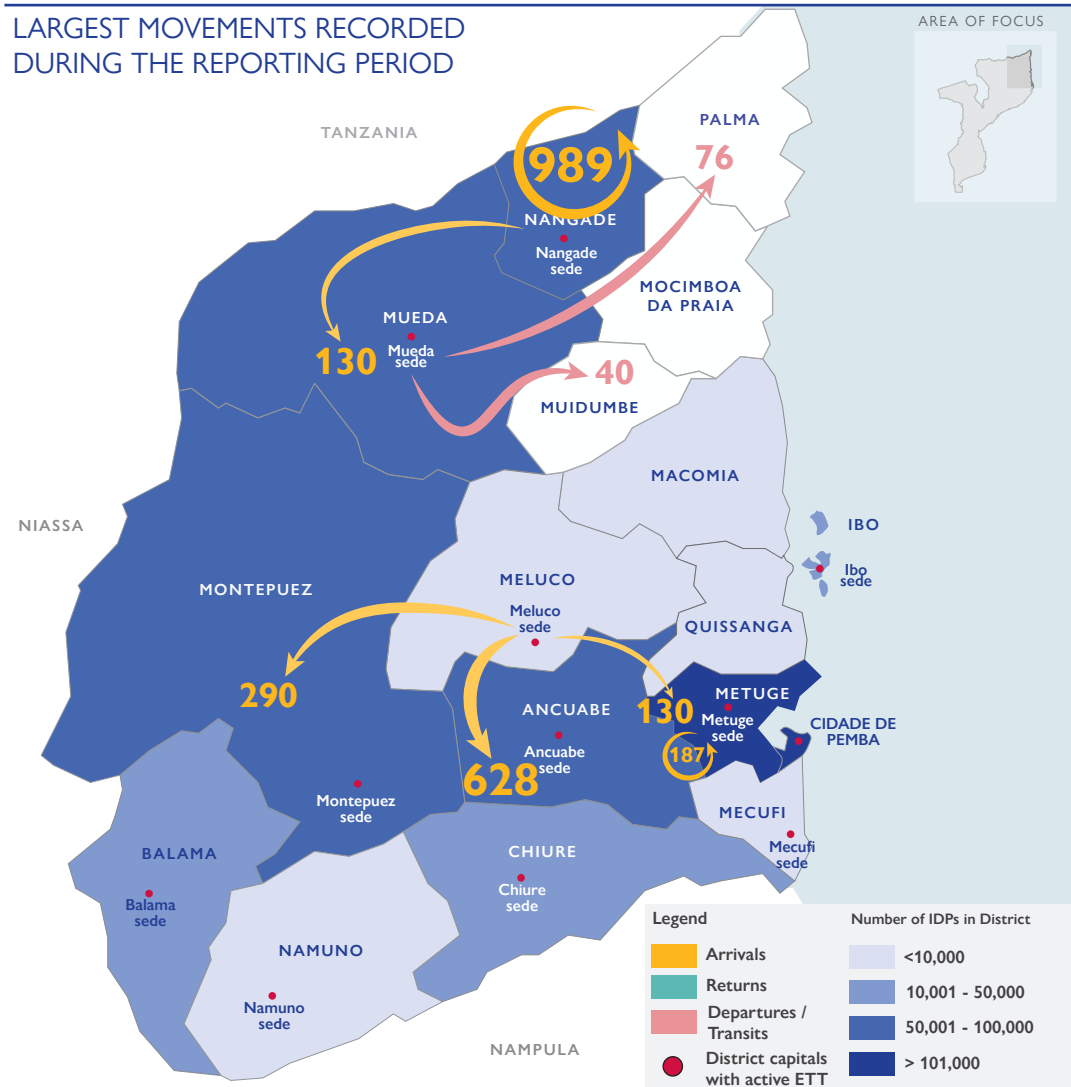 LARGEST MOVEMENTS RECORDED
DURING THE REPORTING PERIOD
AREA OF FOCUS
TANZANIA
PALMA
76
989
NANGADE
Nangade
sede
MOCIMBOA
DA PRAIA
MUEDA
Mueda
sede
130
40
MUIDUMBE
MACOMIA
NIASSA
IBO
Ibo
sede
MONTEPUEZ
MELUCO
Meluco
sede
QUISSANGA
290
ANCUABE
Ancuabe
sede
130
METUGE
Metuge
sede
187
CIDADE DE
PEMBA
628
Montepuez
sede
MECUFI
Mecufi
sede
BALAMA
Balama
sede
CHIURE
Chiure
sede
NAMUNO
Namuno
sede
NAMPULA
Legend
Arrivals
Returns
Departures /
Transits
District capitals
with active ETT
Number of IDPs in District
<10,000
10,001 - 50,000
50,001 - 100,000
> 101,000